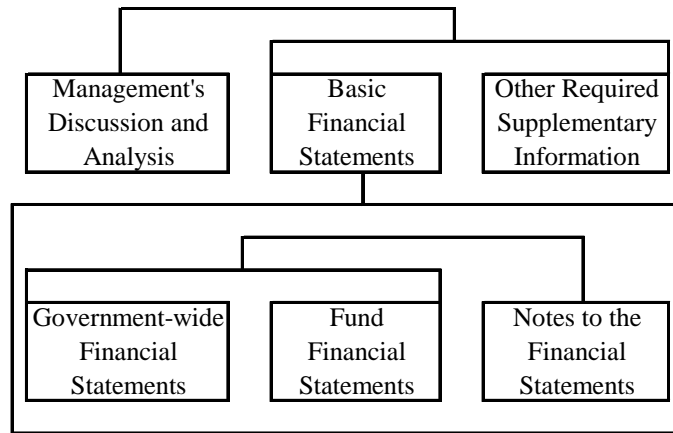 Management's
Discussion and
Analysis
Basic
Financial
Statements
Other Required
Supplementary
Information
Government-wide
Financial
Statements
Fund
Financial
Statements
Notes to the
Financial
Statements